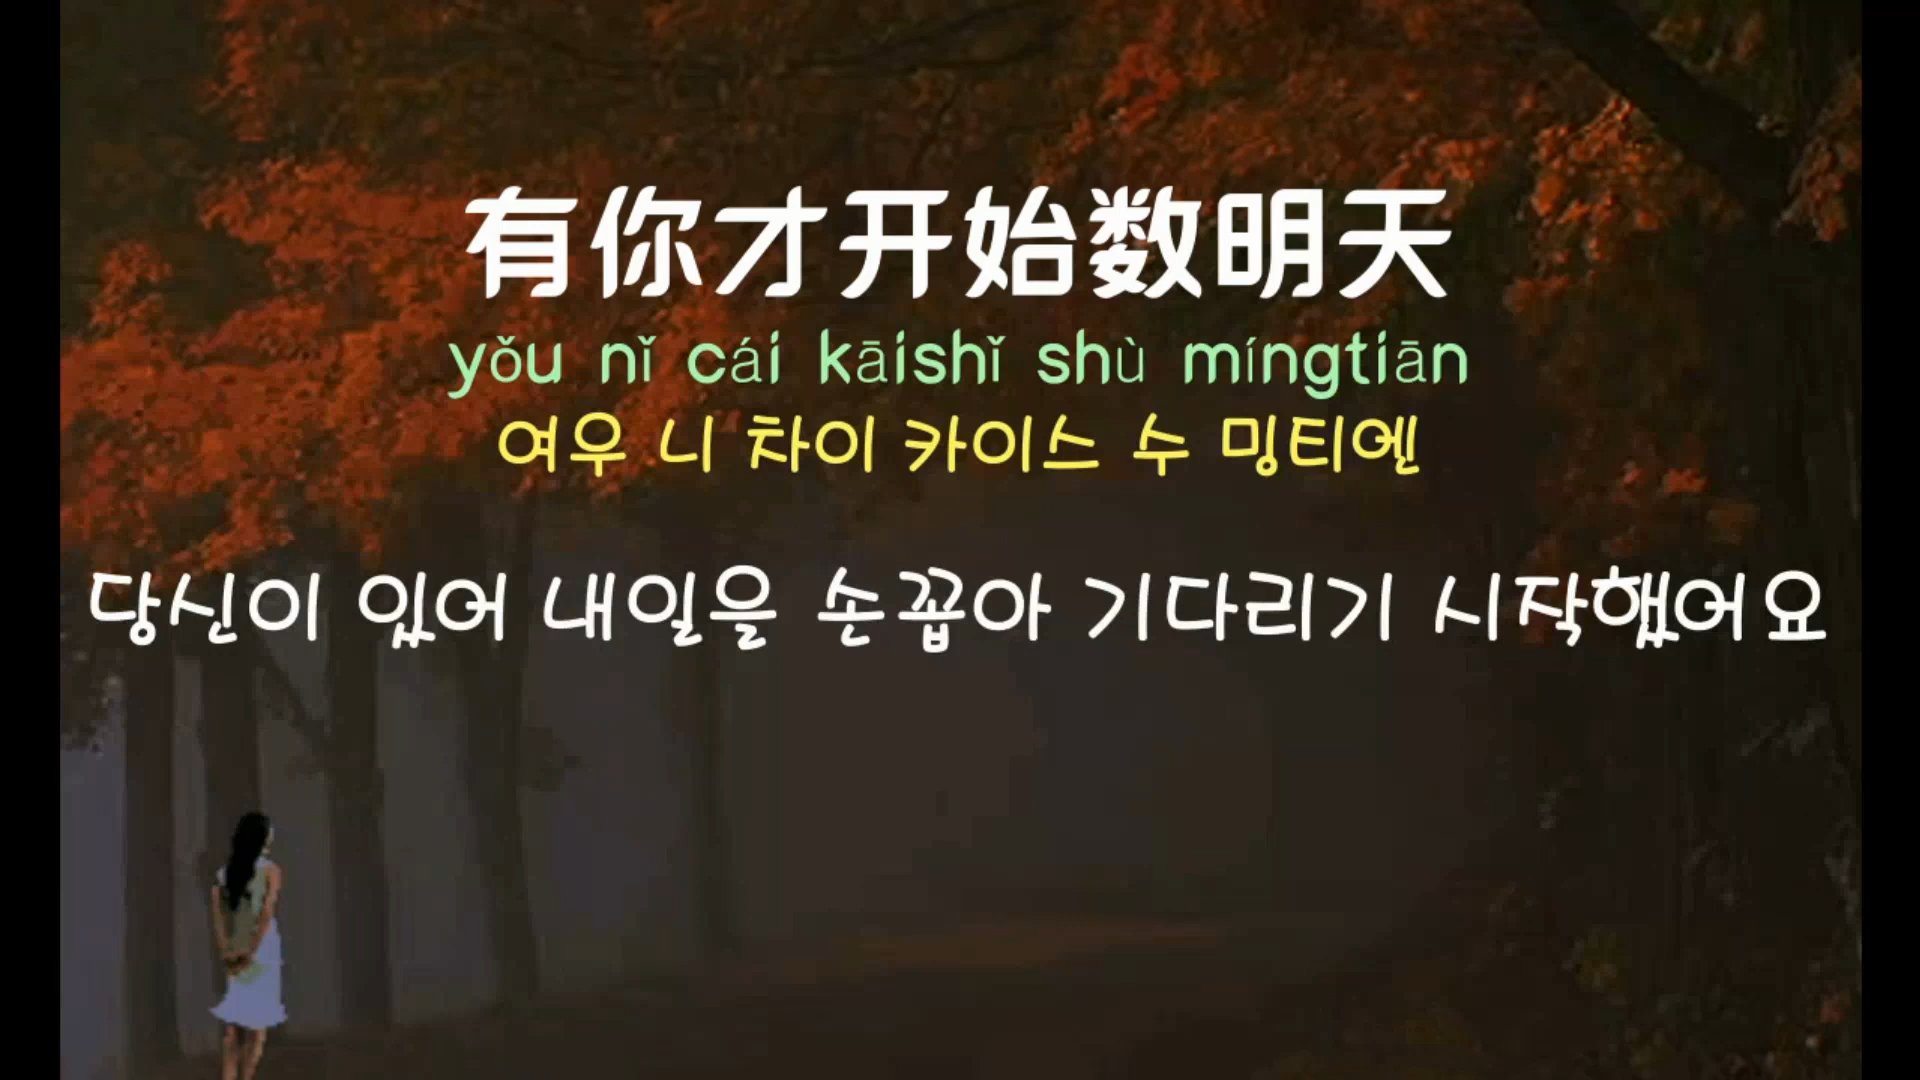 有你才开始数明天
yǒu nǐ cái kāishǐ shù míngtiān
여우 니 차이 카이스 수 밍티엔
당신이 있어 내일을 손꼽아 기다리기 시작했어요